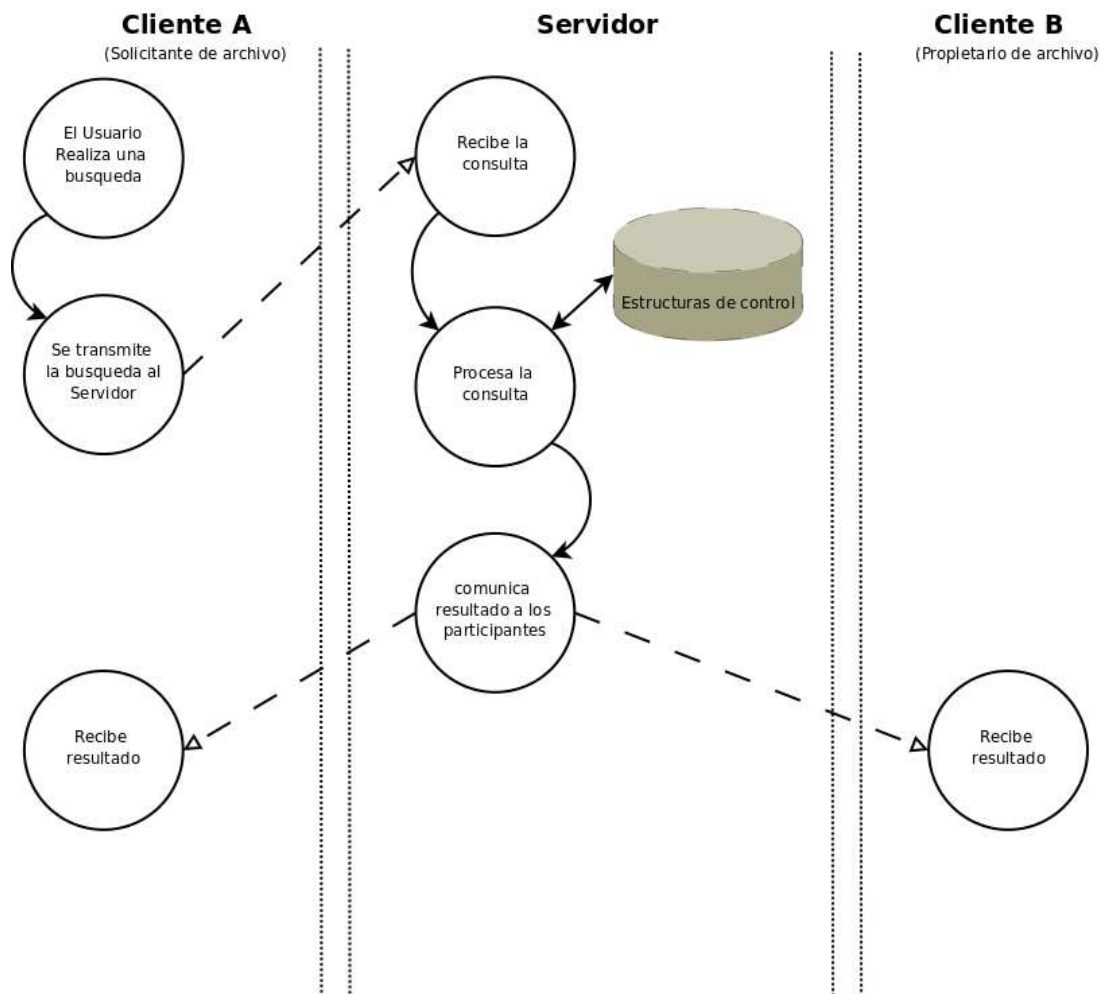 Cliente A
(Solicitante de archivo)
Servidor
Cliente B
(Propletario de archivo)
El Usuario
Realiza una
busqueda
Recibe la
consulta
Estructuras de control
Se transmite
la busqueda al
Servidor
Procesa la
consulta
comunica
resultado a los
participantes
Recibe
resultado
Recibe
resultado